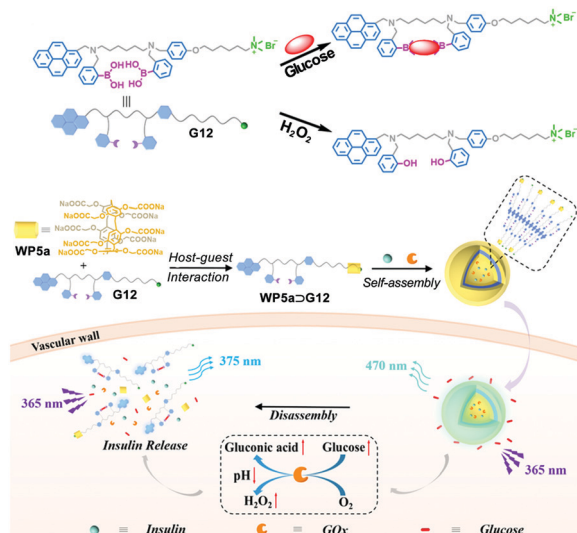 N
N
O
N
+
Br⁻
HO
B
OH
HO
B
OH
Glucose
N
N
O
N
+
Br⁻
B
B
|||
G12
H₂O₂
N
N
O
N
+
Br⁻
OH
HO
NaOOC
COONa
NaOOC
COONa
NaOOC
COONa
NaOOC
COONa
NaOOC
COONa
=
WP5a
+
G12
Host-guest
Interaction
WP5a⊃G12
Self-assembly
Vascular wall
375 nm
365 nm
470 nm
365 nm
Disassembly
Insulin Release
Gluconic acid
Glucose
pH
H₂O₂
O₂
≡ Insulin
≡ GOx
≡ Glucose